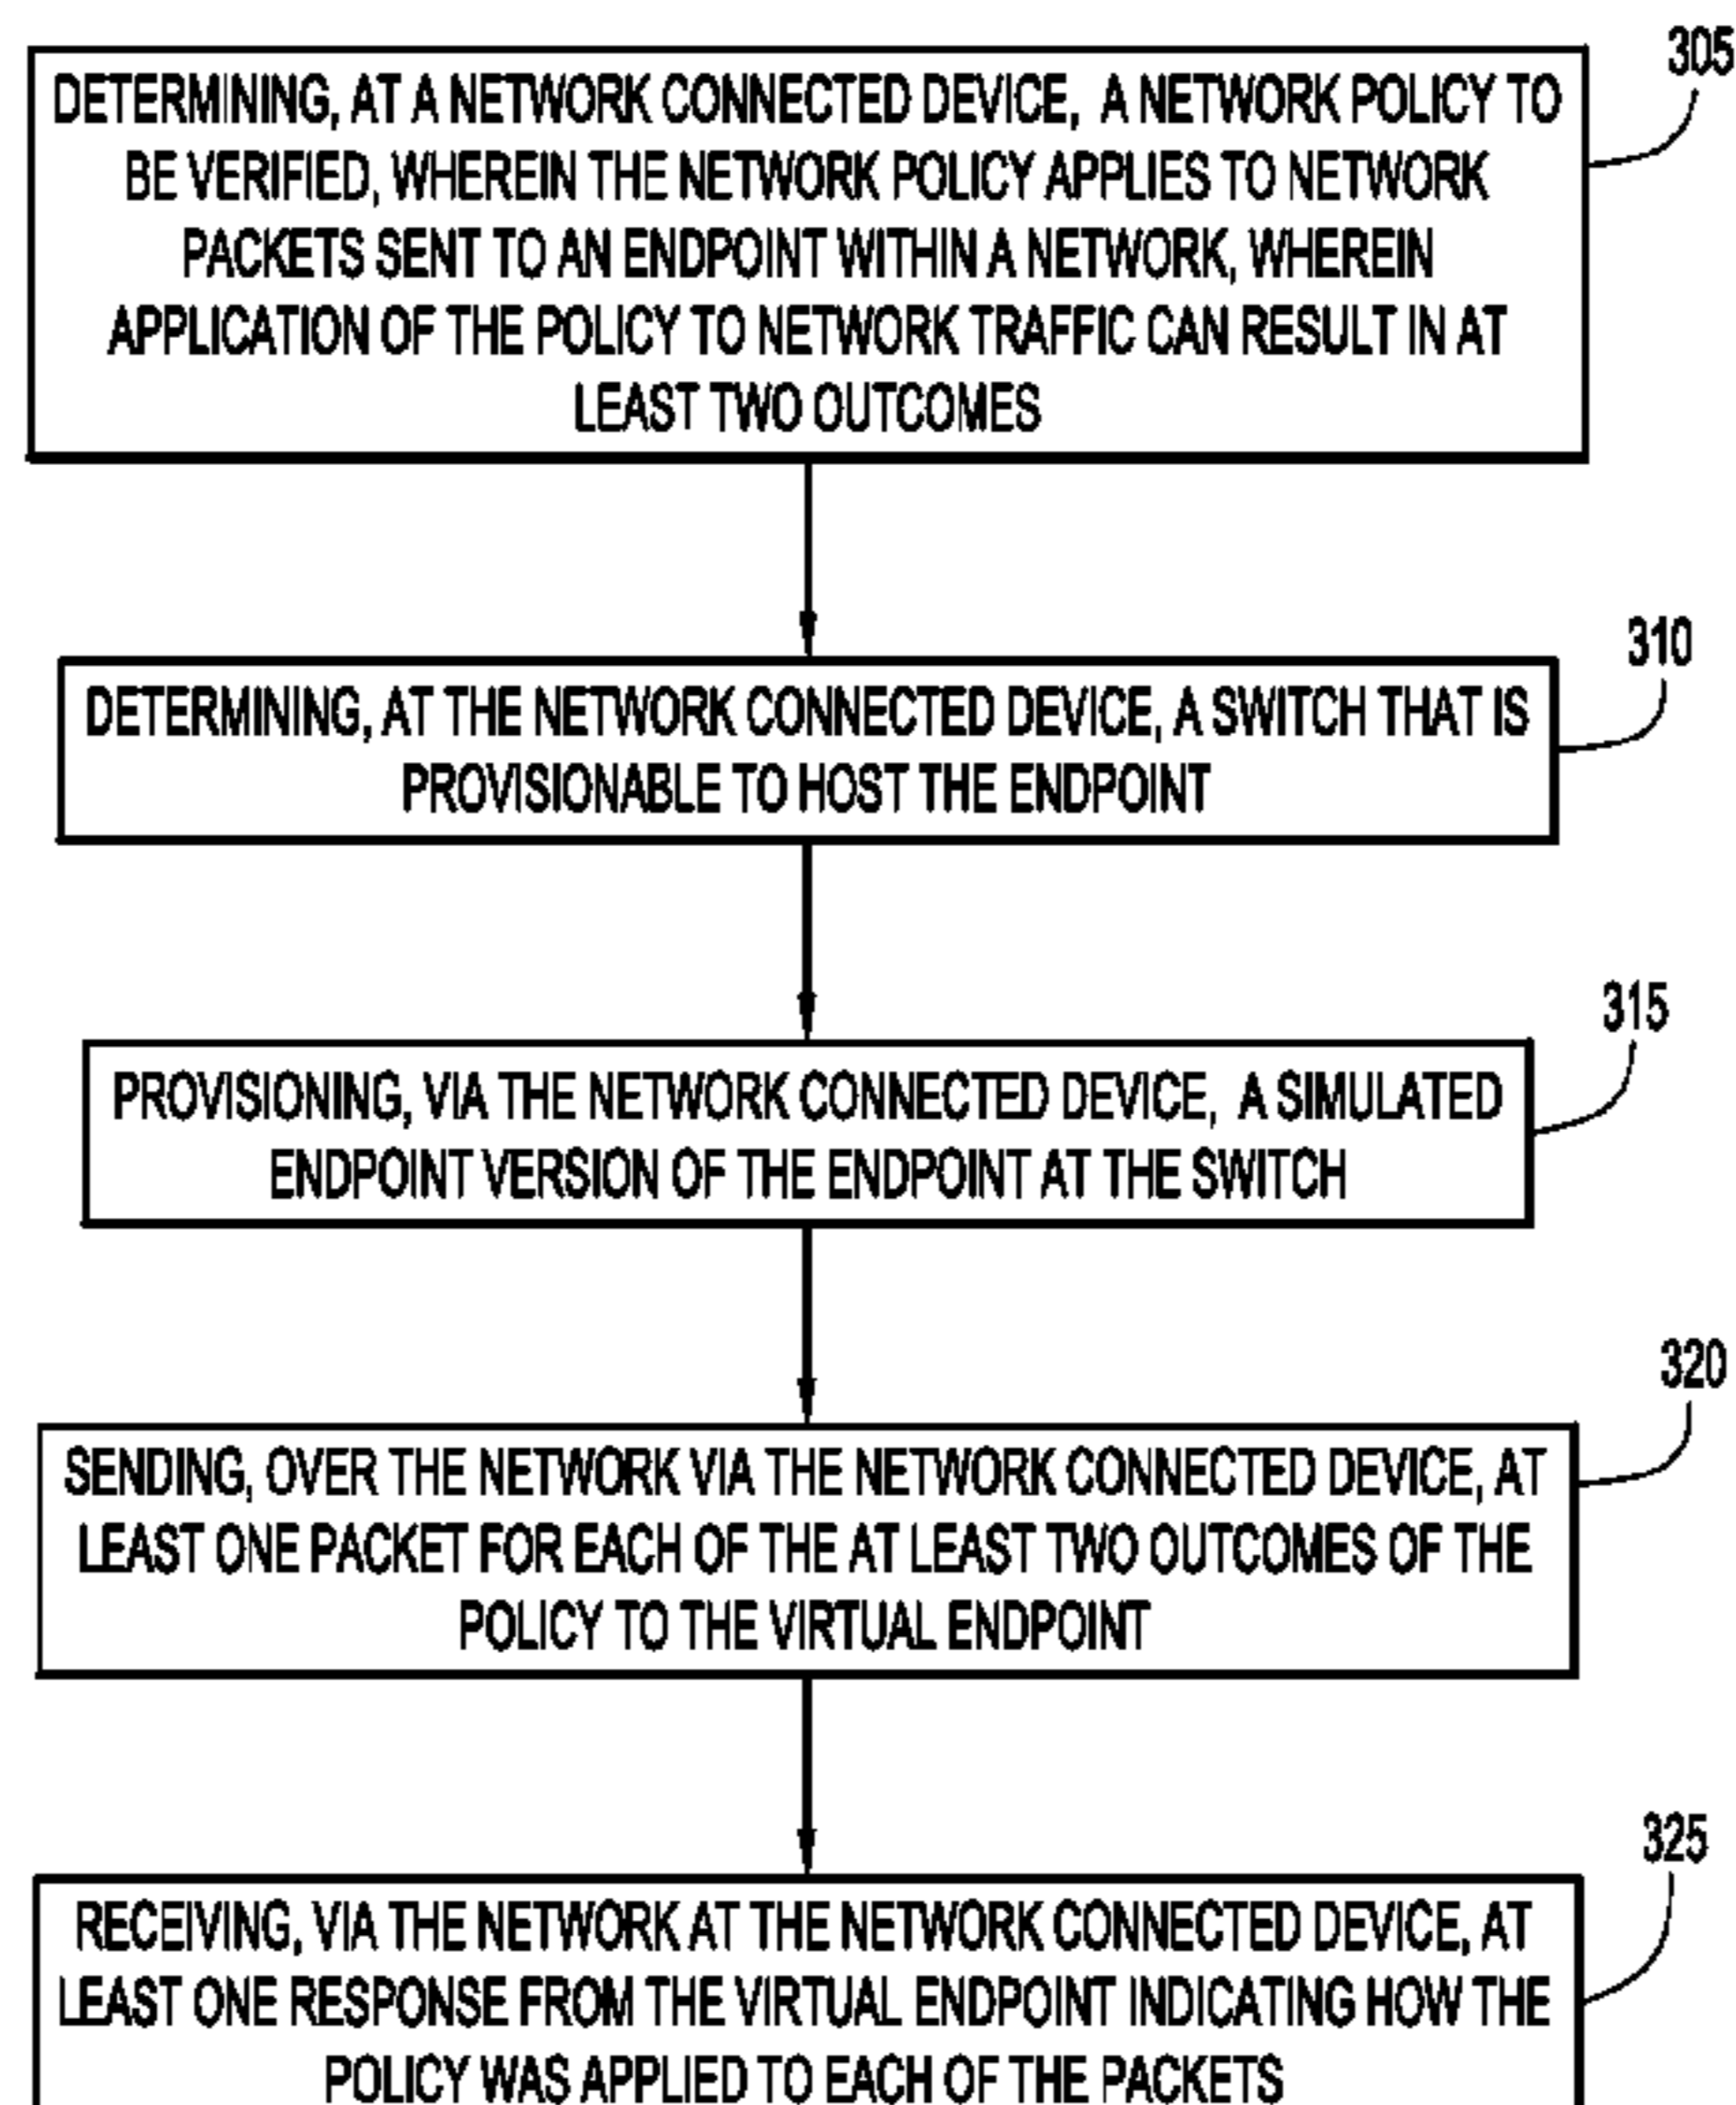 305
DETERMINING, AT A NETWORK CONNECTED DEVICE, A NETWORK POLICY TO
BE VERIFIED, WHEREIN THE NETWORK POLICY APPLIES TO NETWORK
PACKETS SENT TO AN ENDPOINT WITHIN A NETWORK, WHEREIN
APPLICATION OF THE POLICY TO NETWORK TRAFFIC CAN RESULT IN AT
LEAST TWO OUTCOMES
310
DETERMINING, AT THE NETWORK CONNECTED DEVICE, A SWITCH THAT IS
PROVISIONABLE TO HOST THE ENDPOINT
315
PROVISIONING, VIA THE NETWORK CONNECTED DEVICE, A SIMULATED
ENDPOINT VERSION OF THE ENDPOINT AT THE SWITCH
320
SENDING, OVER THE NETWORK VIA THE NETWORK CONNECTED DEVICE, AT
LEAST ONE PACKET FOR EACH OF THE AT LEAST TWO OUTCOMES OF THE
POLICY TO THE VIRTUAL ENDPOINT
325
RECEIVING, VIA THE NETWORK AT THE NETWORK CONNECTED DEVICE, AT
LEAST ONE RESPONSE FROM THE VIRTUAL ENDPOINT INDICATING HOW THE
POLICY WAS APPLIED TO EACH OF THE PACKETS